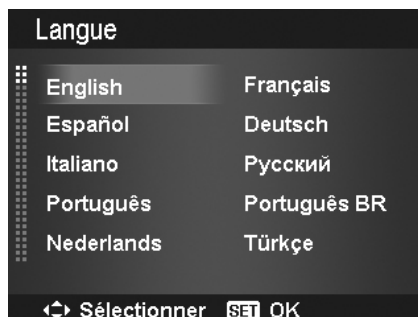 Langue
English Français
Español Deutsch
Italiano Русский
Português Português BR
Nederlands Türkçe
Sélectionner SET OK